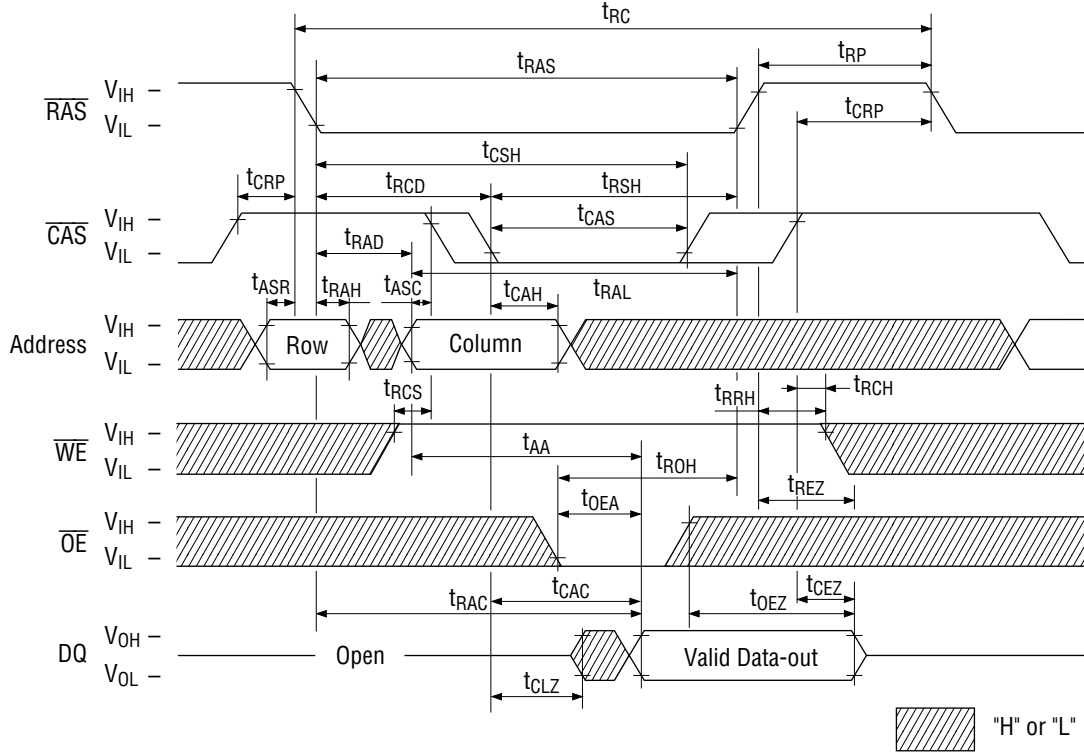 tRC
tRAS
tRP
RAS
VIH
VIL
tCRP
tCSH
tCRP
tRCD
tRSH
CAS
VIH
VIL
tCAS
tRAD
tASR
tRAH
tASC
tCAH
tRAL
Address
VIH
VIL
Row
Column
tRCS
tRRH
tRCH
WE
VIH
VIL
tAA
tROH
tREZ
tOEA
OE
VIH
VIL
tCAC
tRAC
tCEZ
tOEZ
DQ
VOH
VOL
Open
Valid Data-out
tCLZ
"H" or "L"